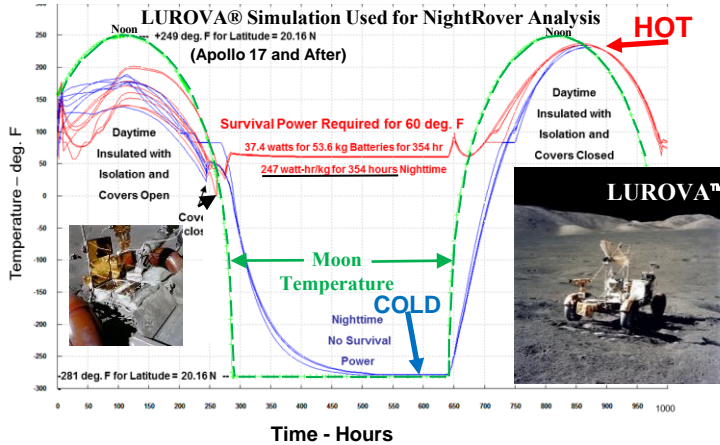 LUROVA® Simulation Used for NightRover Analysis
Noon
+249 deg. F for Latitude = 20.16 N
(Apollo 17 and After)
Noon
HOT
300
250
200
150
100
50
0
-50
-100
-150
-200
-250
-300
Temperature – deg. F
Daytime
Insulated with
Isolation and
Covers Open
Survival Power Required for 60 deg. F
37.4 watts for 53.6 kg Batteries for 354 hr
247 watt-hr/kg for 354 hours Nighttime
Daytime
Insulated with
Isolation and
Covers Closed
Cove
clos
LUROVA™
Moon
Temperature
COLD
Nighttime
No Survival
Power
-281 deg. F for Latitude = 20.16 N --
0 50 100 150 200 250 300 350 400 450 500 550 600 650 700 750 800 850 900 950 1000
Time - Hours